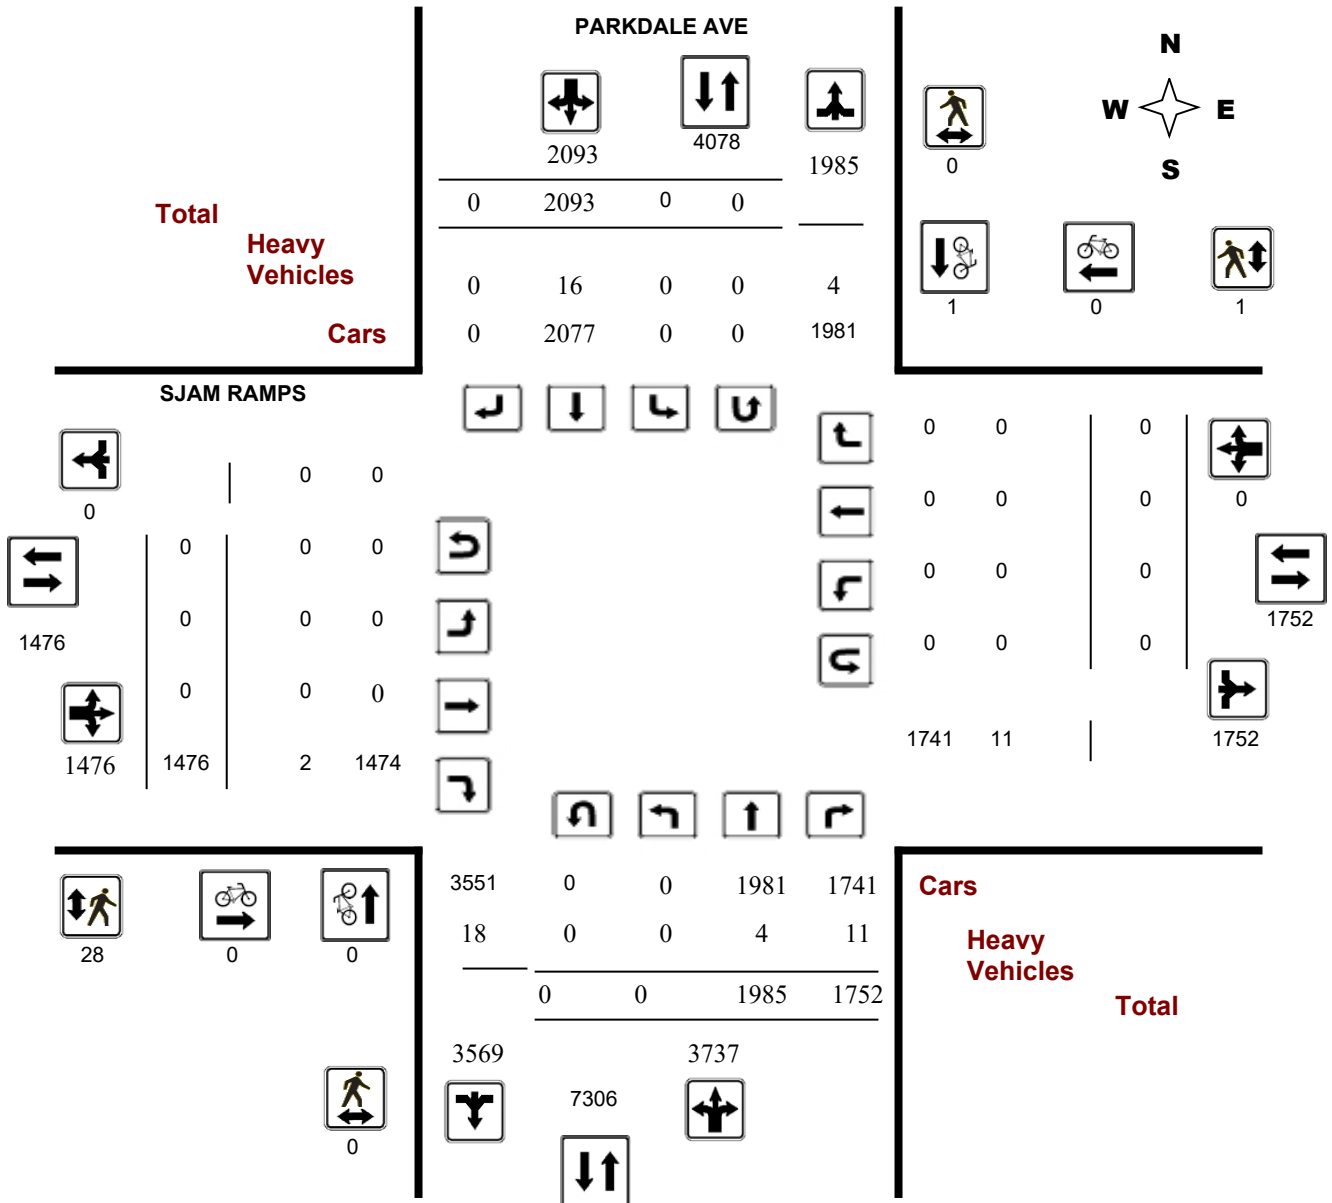 PARKDALE AVE
N
W E
S
2093
4078
1985
0
0 2093 0 0
Total
Heavy
Vehicles
0 16 0 0 4
1 0 1
Cars
0 2077 0 0 1981
SJAM RAMPS
0 0 0
0 0
0
0 0 0
0
0 0 0
0 0 0
0 0 0
1476
1752
0 0 0
0 0 0
1741 11
1752
1476
1476 2 1474
3551 0 0 1981 1741
Cars
18 0 0 4 11
Heavy
Vehicles
28 0 0
0 0 1985 1752
Total
3569
3737
7306
0